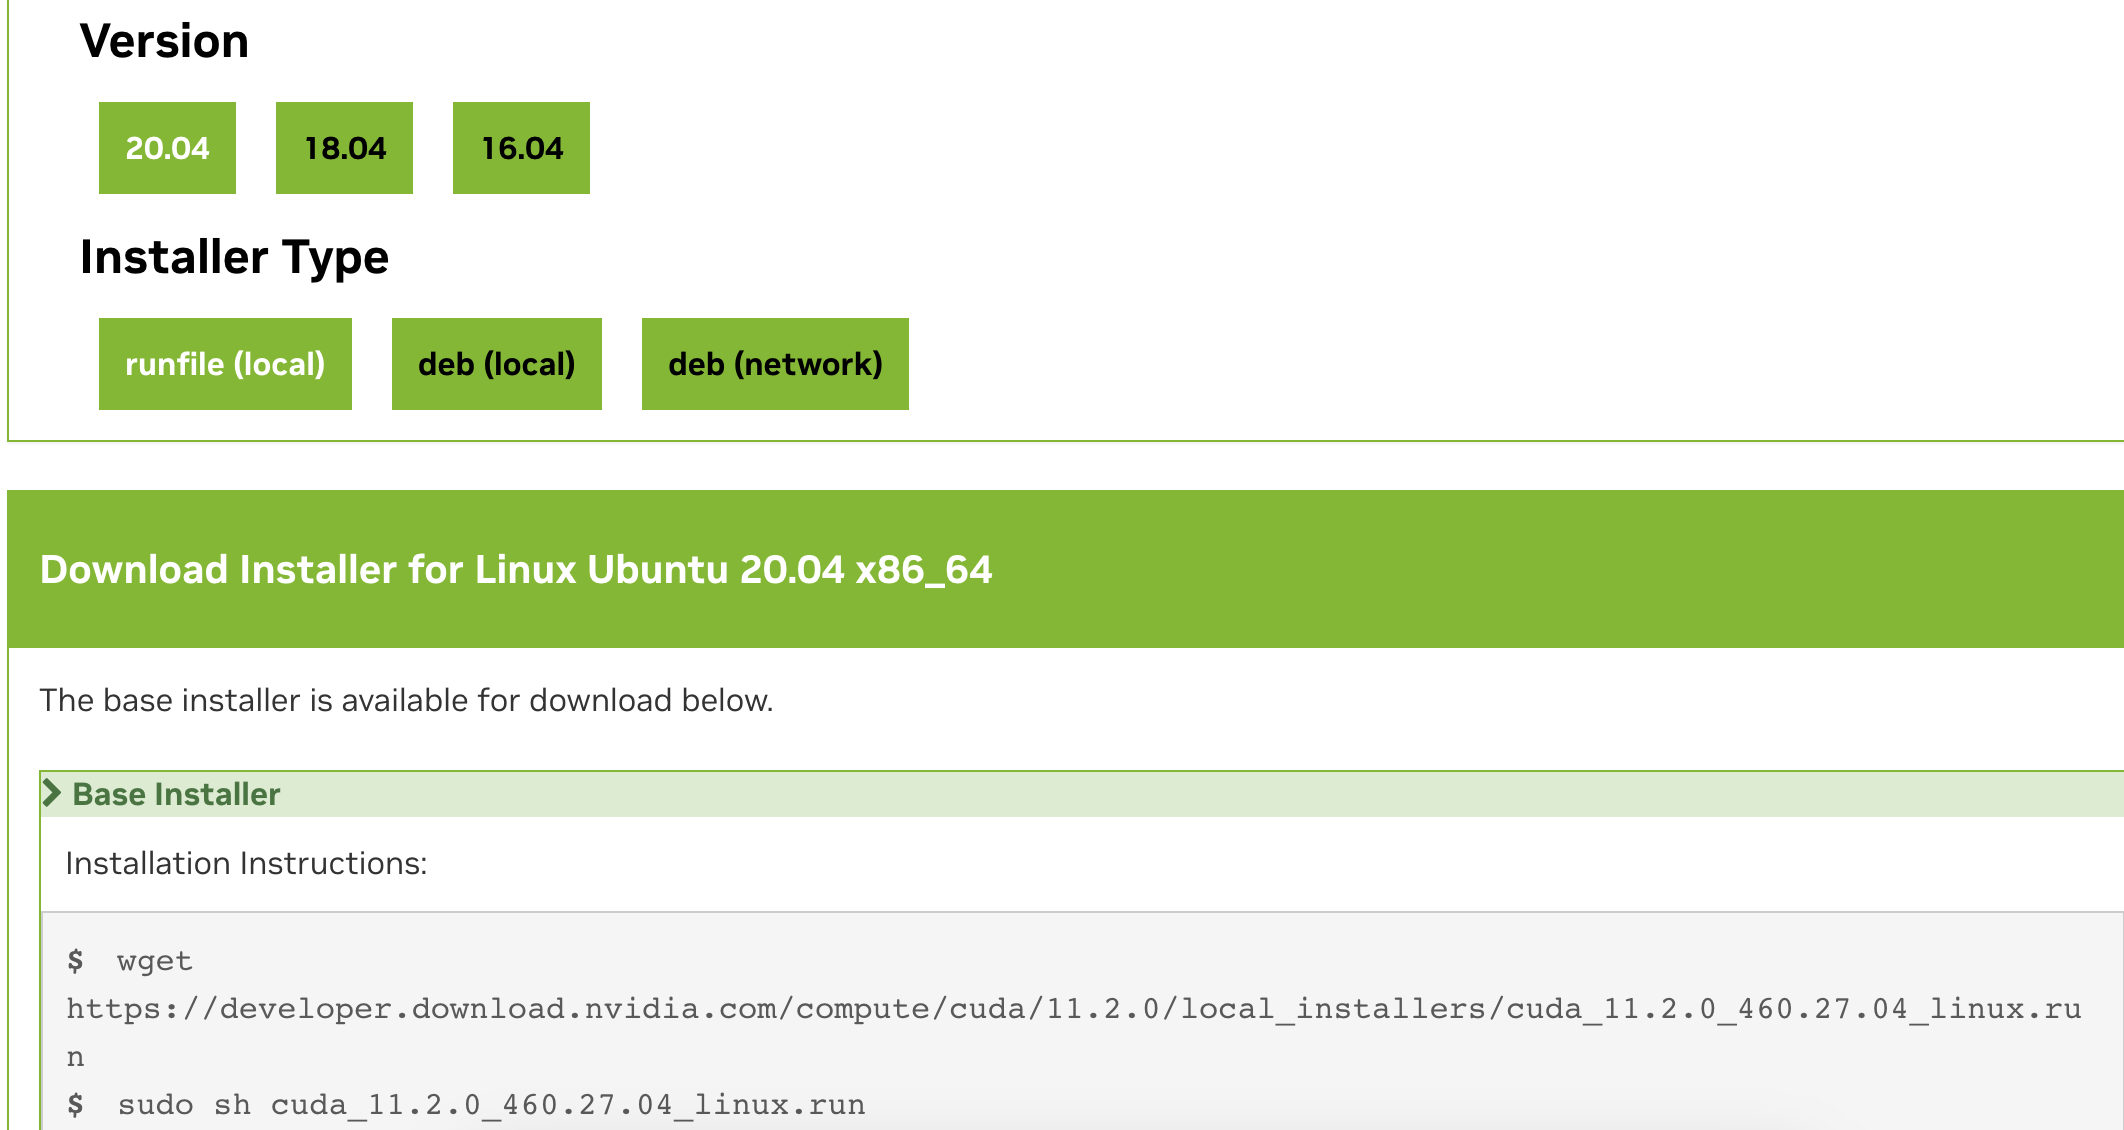 Version
20.04 18.04 16.04
Installer Type
runfile (local) deb (local) deb (network)
Download Installer for Linux Ubuntu 20.04 x86_64
The base installer is available for download below.
Base Installer
Installation Instructions:
$ wget
https://developer.download.nvidia.com/compute/cuda/11.2.0/local_installers/cuda_11.2.0_460.27.04_linux.ru
n
$ sudo sh cuda_11.2.0_460.27.04_linux.run